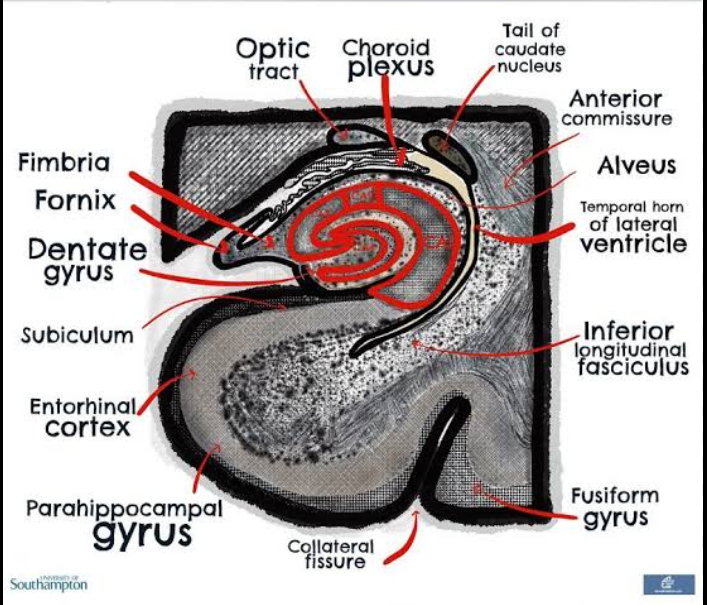 Optic
tract
Choroid
plexus
Tail of
caudate
nucleus
Anterior
commissure
Fimbria
Alveus
Fornix
Temporal horn
of lateral
ventricle
Dentate
gyrus
Subiculum
Inferior
longitudinal
fasciculus
Entorhinal
cortex
Parahippocampal
gyrus
Fusiform
gyrus
Collateral
fissure
UNIVERSITY OF
Southampton